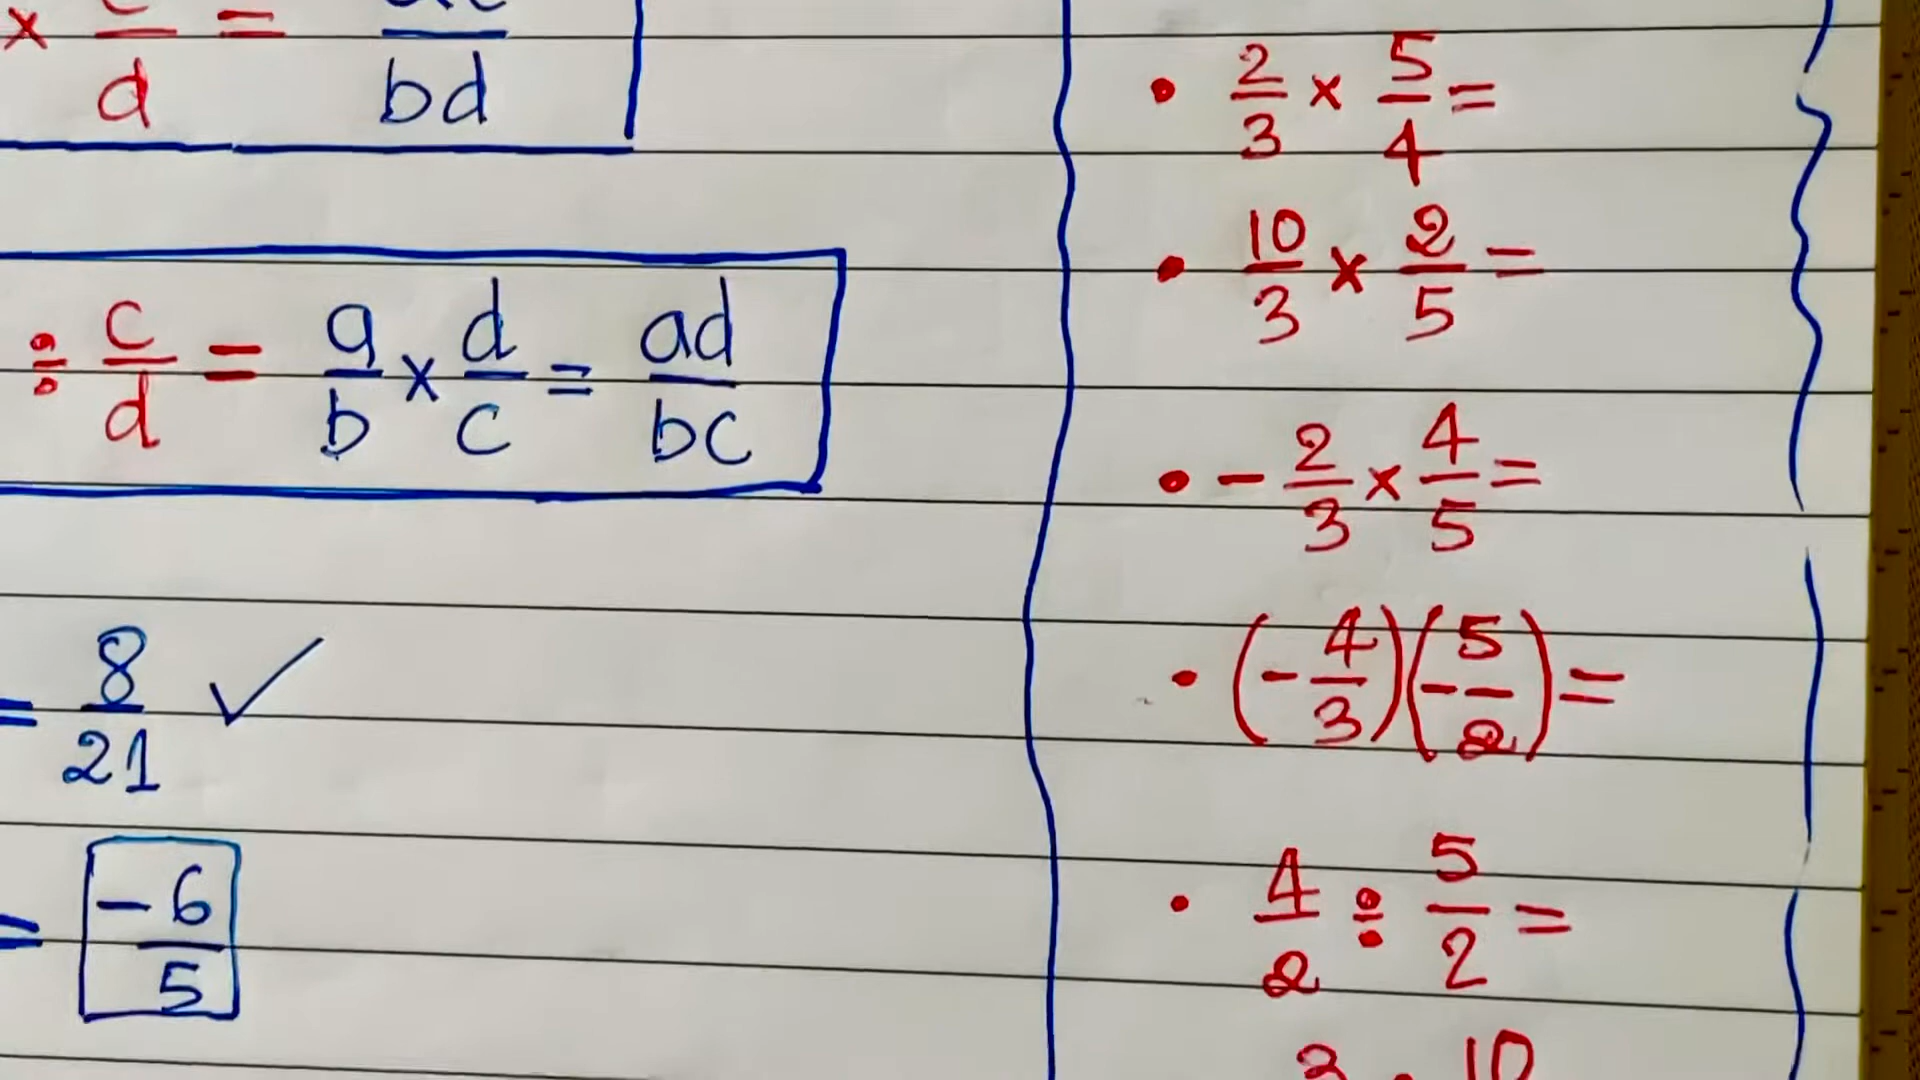 × —/d = —/bd
÷ c/d = a/b × d/c = ad/bc
= 8/21 ✓
= -6/5
• 2/3 × 5/4 =
• 10/3 × 2/5 =
• - 2/3 × 4/5 =
• (-4/3)(-5/2) =
• 4/2 ÷ 5/2 =
10